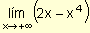 lim (2x − x⁴)
x→+∞